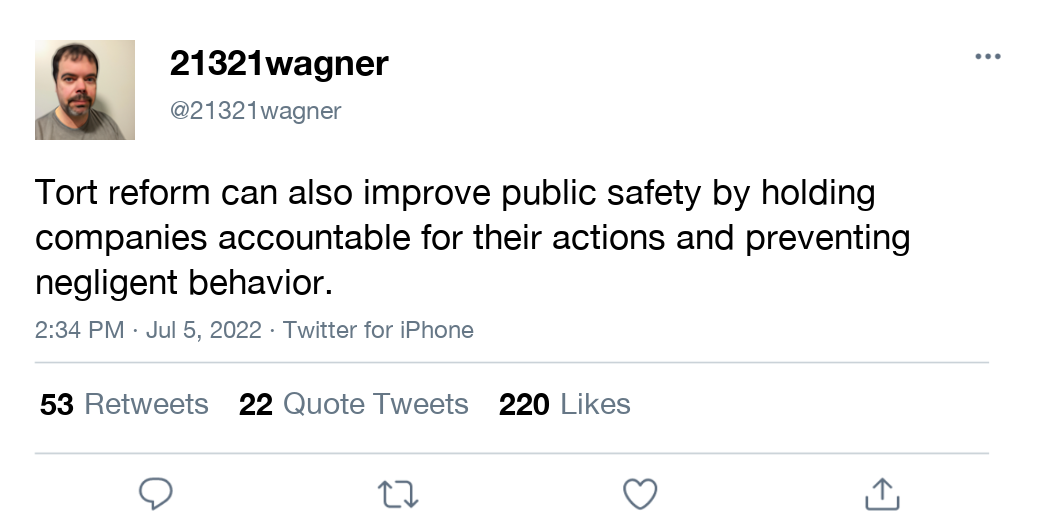 21321wagner
@21321wagner
Tort reform can also improve public safety by holding
companies accountable for their actions and preventing
negligent behavior.
2:34 PM · Jul 5, 2022 · Twitter for iPhone
53 Retweets 22 Quote Tweets 220 Likes